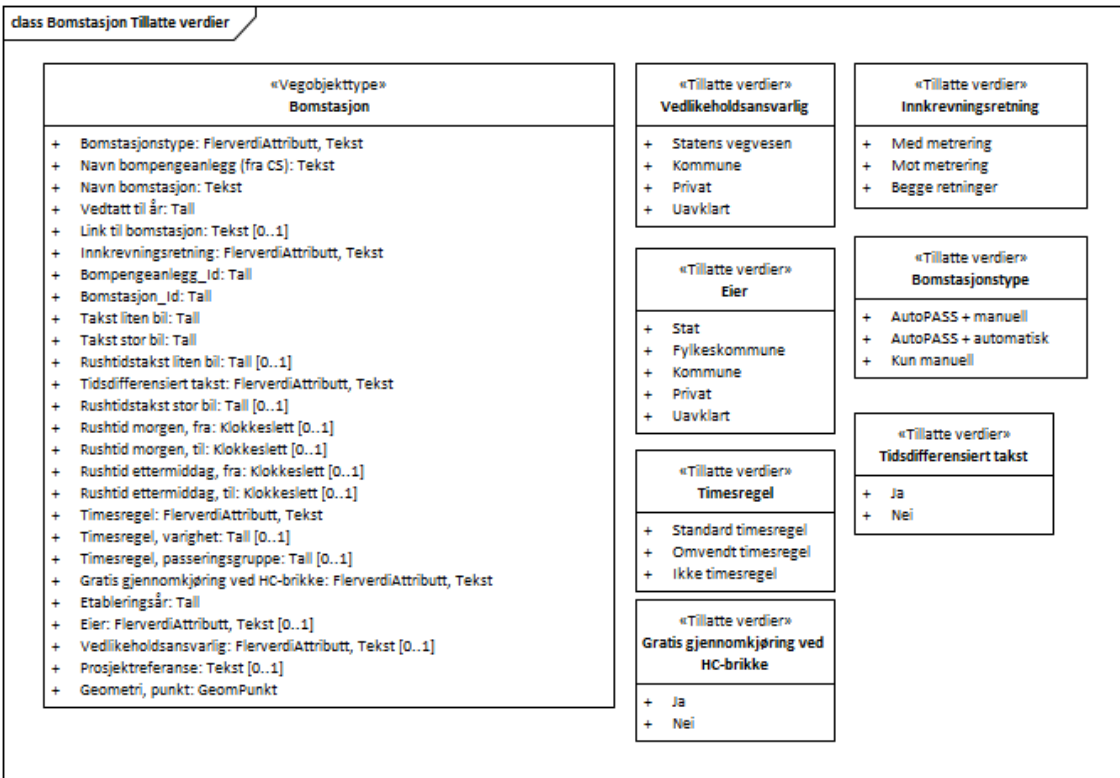 class Bomstasjon Tillatte verdier
«Vegobjekttype»
Bomstasjon
+ Bomstasjonstype: FlerverdiAttributt, Tekst
+ Navn bompengeanlegg (fra CS): Tekst
+ Navn bomstasjon: Tekst
+ Vedtatt til år: Tall
+ Link til bomstasjon: Tekst [0..1]
+ Innkrevningsretning: FlerverdiAttributt, Tekst
+ Bompengeanlegg_Id: Tall
+ Bomstasjon_Id: Tall
+ Takst liten bil: Tall
+ Takst stor bil: Tall
+ Rushtidstakst liten bil: Tall [0..1]
+ Tidsdifferensiert takst: FlerverdiAttributt, Tekst
+ Rushtidstakst stor bil: Tall [0..1]
+ Rushtid morgen, fra: Klokkeslett [0..1]
+ Rushtid morgen, til: Klokkeslett [0..1]
+ Rushtid ettermiddag, fra: Klokkeslett [0..1]
+ Rushtid ettermiddag, til: Klokkeslett [0..1]
+ Timesregel: FlerverdiAttributt, Tekst
+ Timesregel, varighet: Tall [0..1]
+ Timesregel, passeringsgruppe: Tall [0..1]
+ Gratis gjennomkjøring ved HC-brikke: FlerverdiAttributt, Tekst
+ Etableringsår: Tall
+ Eier: FlerverdiAttributt, Tekst [0..1]
+ Vedlikeholdsansvarlig: FlerverdiAttributt, Tekst [0..1]
+ Prosjektreferanse: Tekst [0..1]
+ Geometri, punkt: GeomPunkt
«Tillatte verdier»
Vedlikeholdsansvarlig
+ Statens vegvesen
+ Kommune
+ Privat
+ Uavklart
«Tillatte verdier»
Eier
+ Stat
+ Fylkeskommune
+ Kommune
+ Privat
+ Uavklart
«Tillatte verdier»
Timesregel
+ Standard timesregel
+ Omvendt timesregel
+ Ikke timesregel
«Tillatte verdier»
Gratis gjennomkjøring ved
HC-brikke
+ Ja
+ Nei
«Tillatte verdier»
Innkrevningsretning
+ Med metrering
+ Mot metrering
+ Begge retninger
«Tillatte verdier»
Bomstasjonstype
+ AutoPASS + manuell
+ AutoPASS + automatisk
+ Kun manuell
«Tillatte verdier»
Tidsdifferensiert takst
+ Ja
+ Nei